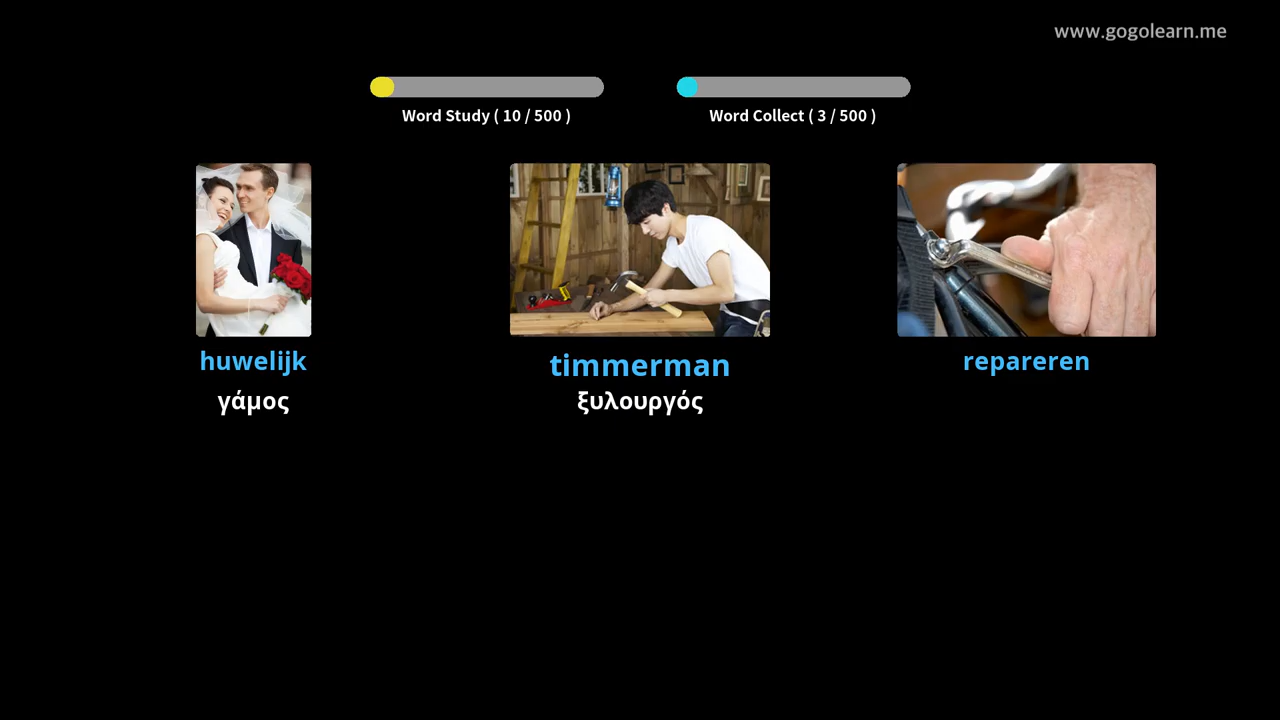 www.gogolearn.me
Word Study ( 10 / 500 )
Word Collect ( 3 / 500 )
huwelijk
γάμος
timmerman
ξυλουργός
repareren